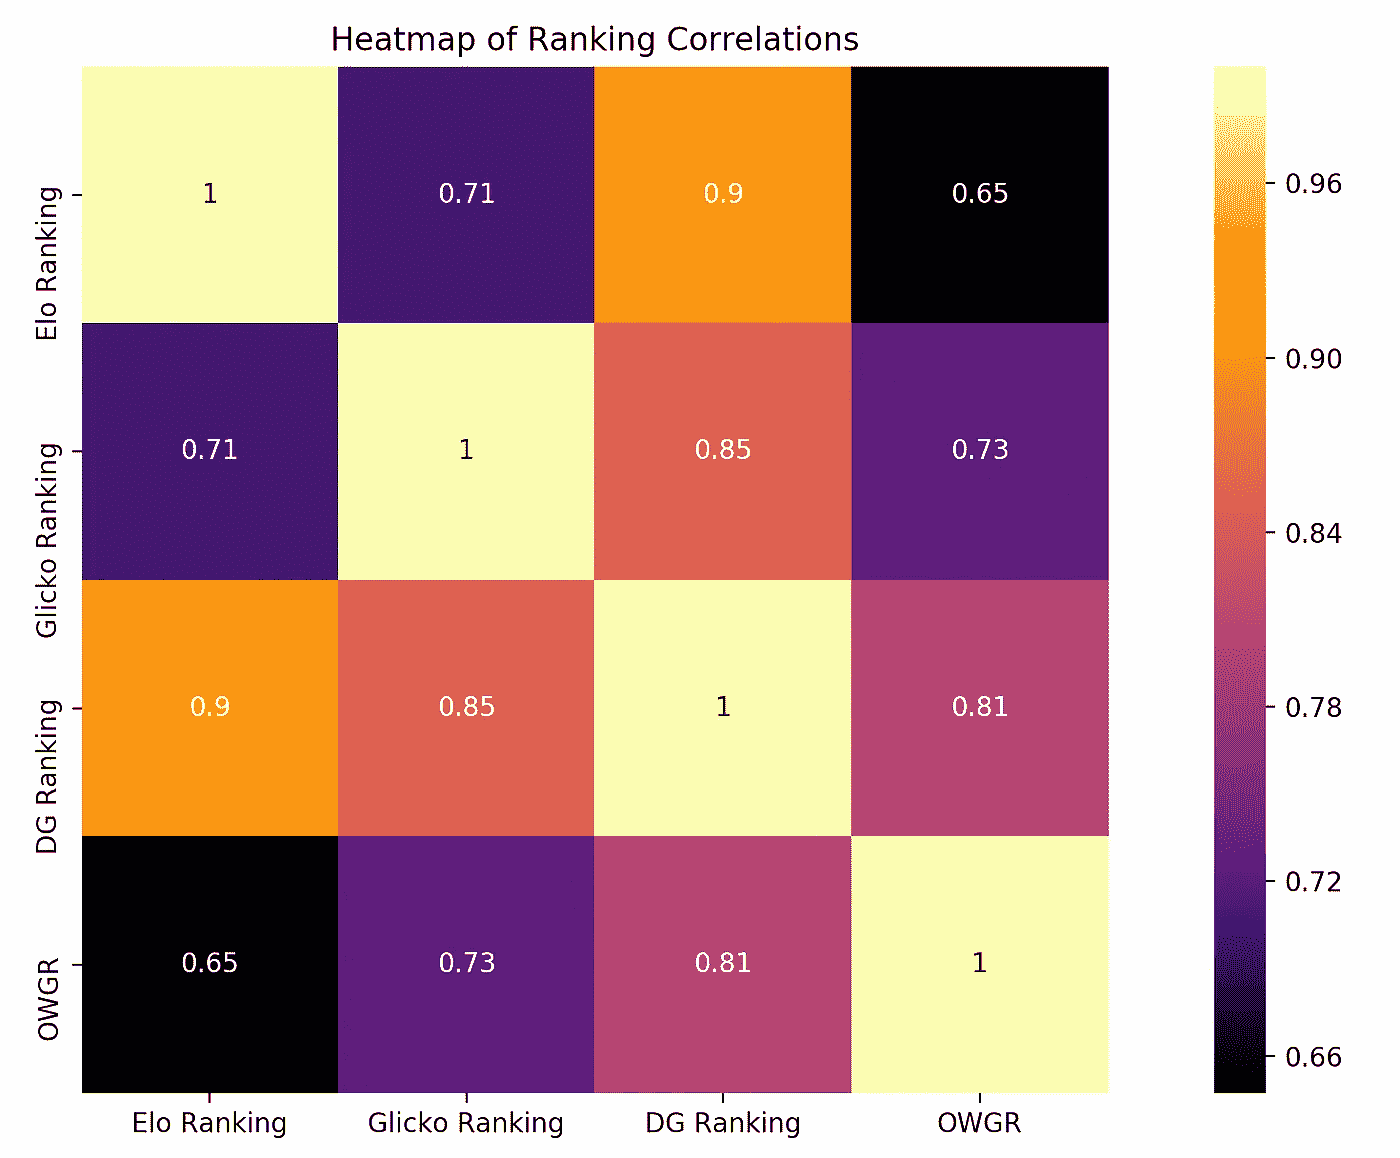 Heatmap of Ranking Correlations
Elo Ranking
1 0.71 0.9 0.65
Glicko Ranking
0.71 1 0.85 0.73
DG Ranking
0.9 0.85 1 0.81
OWGR
0.65 0.73 0.81 1
Elo Ranking Glicko Ranking DG Ranking OWGR
0.96
0.90
0.84
0.78
0.72
0.66